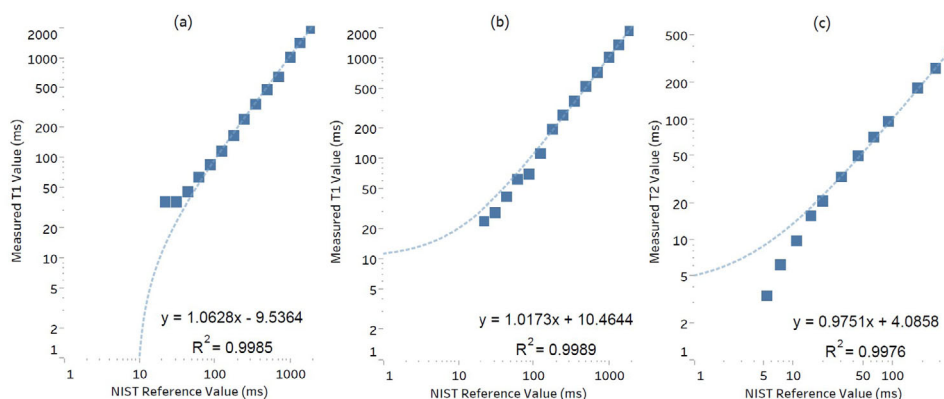 (a)
2000
1000
500
200
100
50
20
10
5
2
1
Measured T1 Value (ms)
y = 1.0628x - 9.5364
R² = 0.9985
1 10 100 1000
NIST Reference Value (ms)
(b)
2000
1000
500
200
100
50
20
10
5
2
1
Measured T1 Value (ms)
y = 1.0173x + 10.4644
R² = 0.9989
1 10 100 1000
NIST Reference Value (ms)
(c)
500
200
100
50
20
10
5
2
1
Measured T2 Value (ms)
y = 0.9751x + 4.0858
R² = 0.9976
1 5 10 50 100
NIST Reference Value (ms)